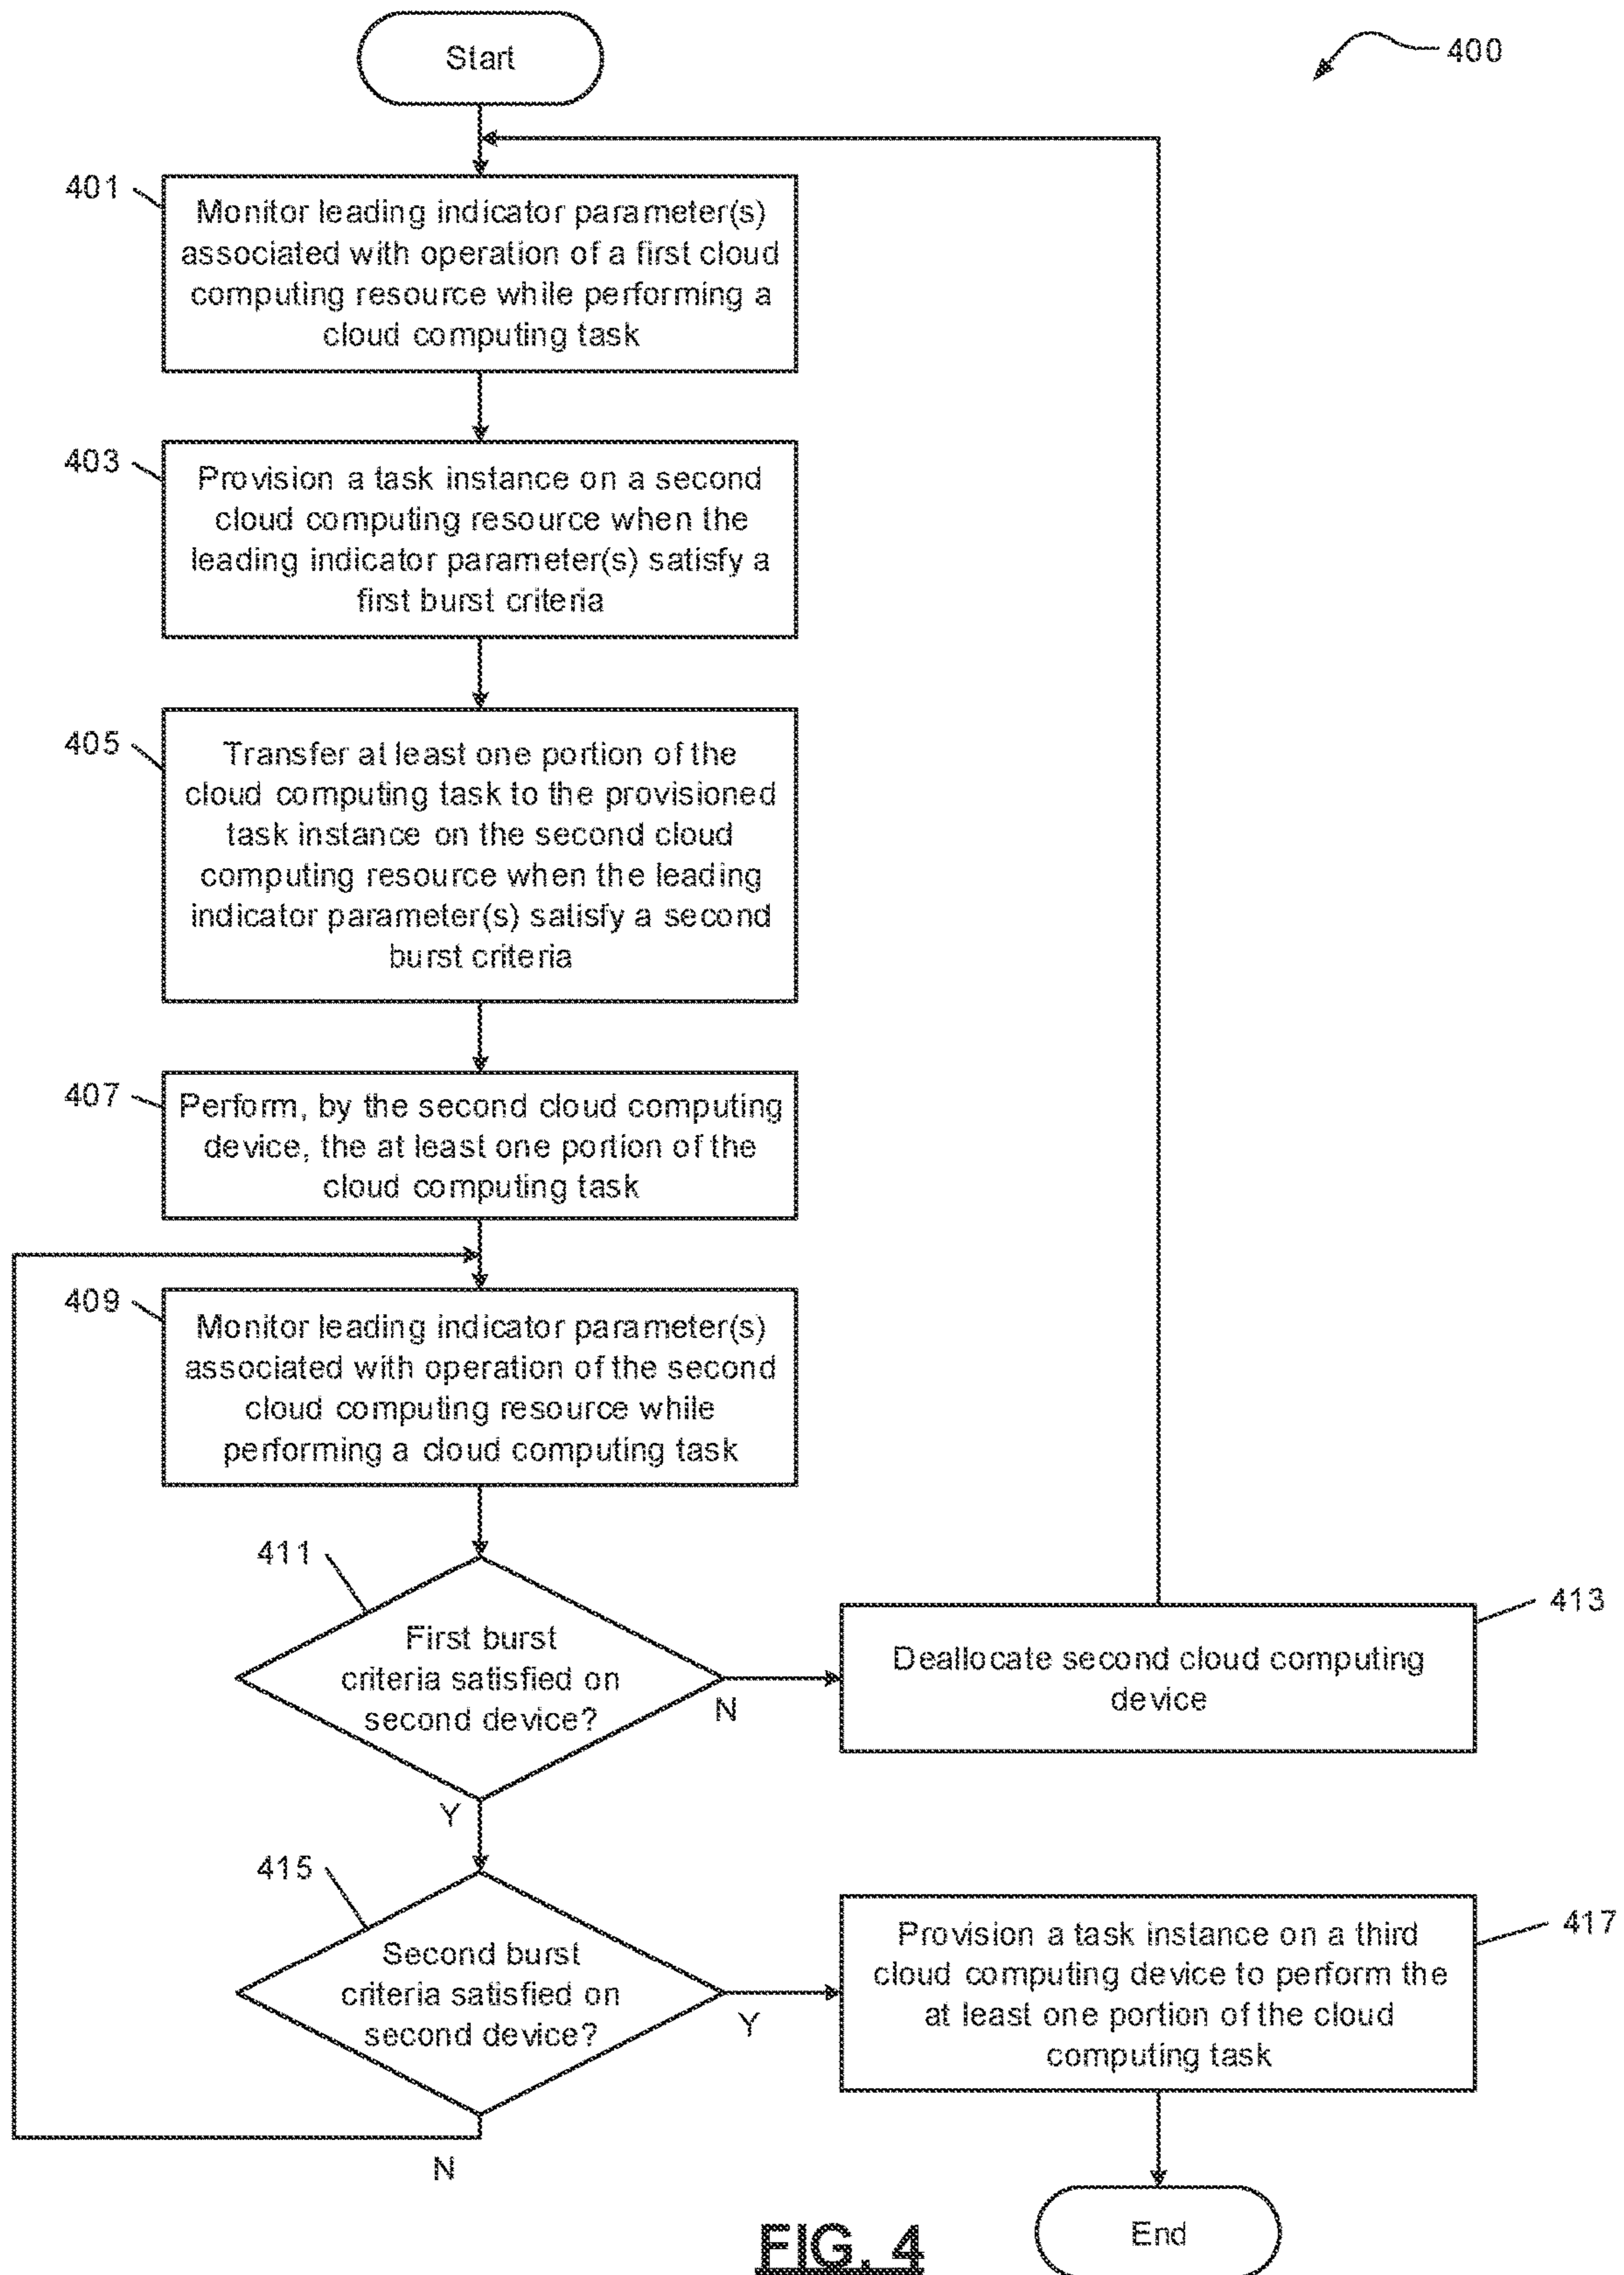 Start
400
401
Monitor leading indicator parameter(s)
associated with operation of a first cloud
computing resource while performing a
cloud computing task
403
Provision a task instance on a second
cloud computing resource when the
leading indicator parameter(s) satisfy a
first burst criteria
405
Transfer at least one portion of the
cloud computing task to the provisioned
task instance on the second cloud
computing resource when the leading
indicator parameter(s) satisfy a second
burst criteria
407
Perform, by the second cloud computing
device, the at least one portion of the
cloud computing task
409
Monitor leading indicator parameter(s)
associated with operation of the second
cloud computing resource while
performing a cloud computing task
411
First burst
criteria satisfied on
second device?
N
Y
413
Deallocate second cloud computing
device
415
Second burst
criteria satisfied on
second device?
Y
N
417
Provision a task instance on a third
cloud computing device to perform the
at least one portion of the cloud
computing task
End
FIG. 4